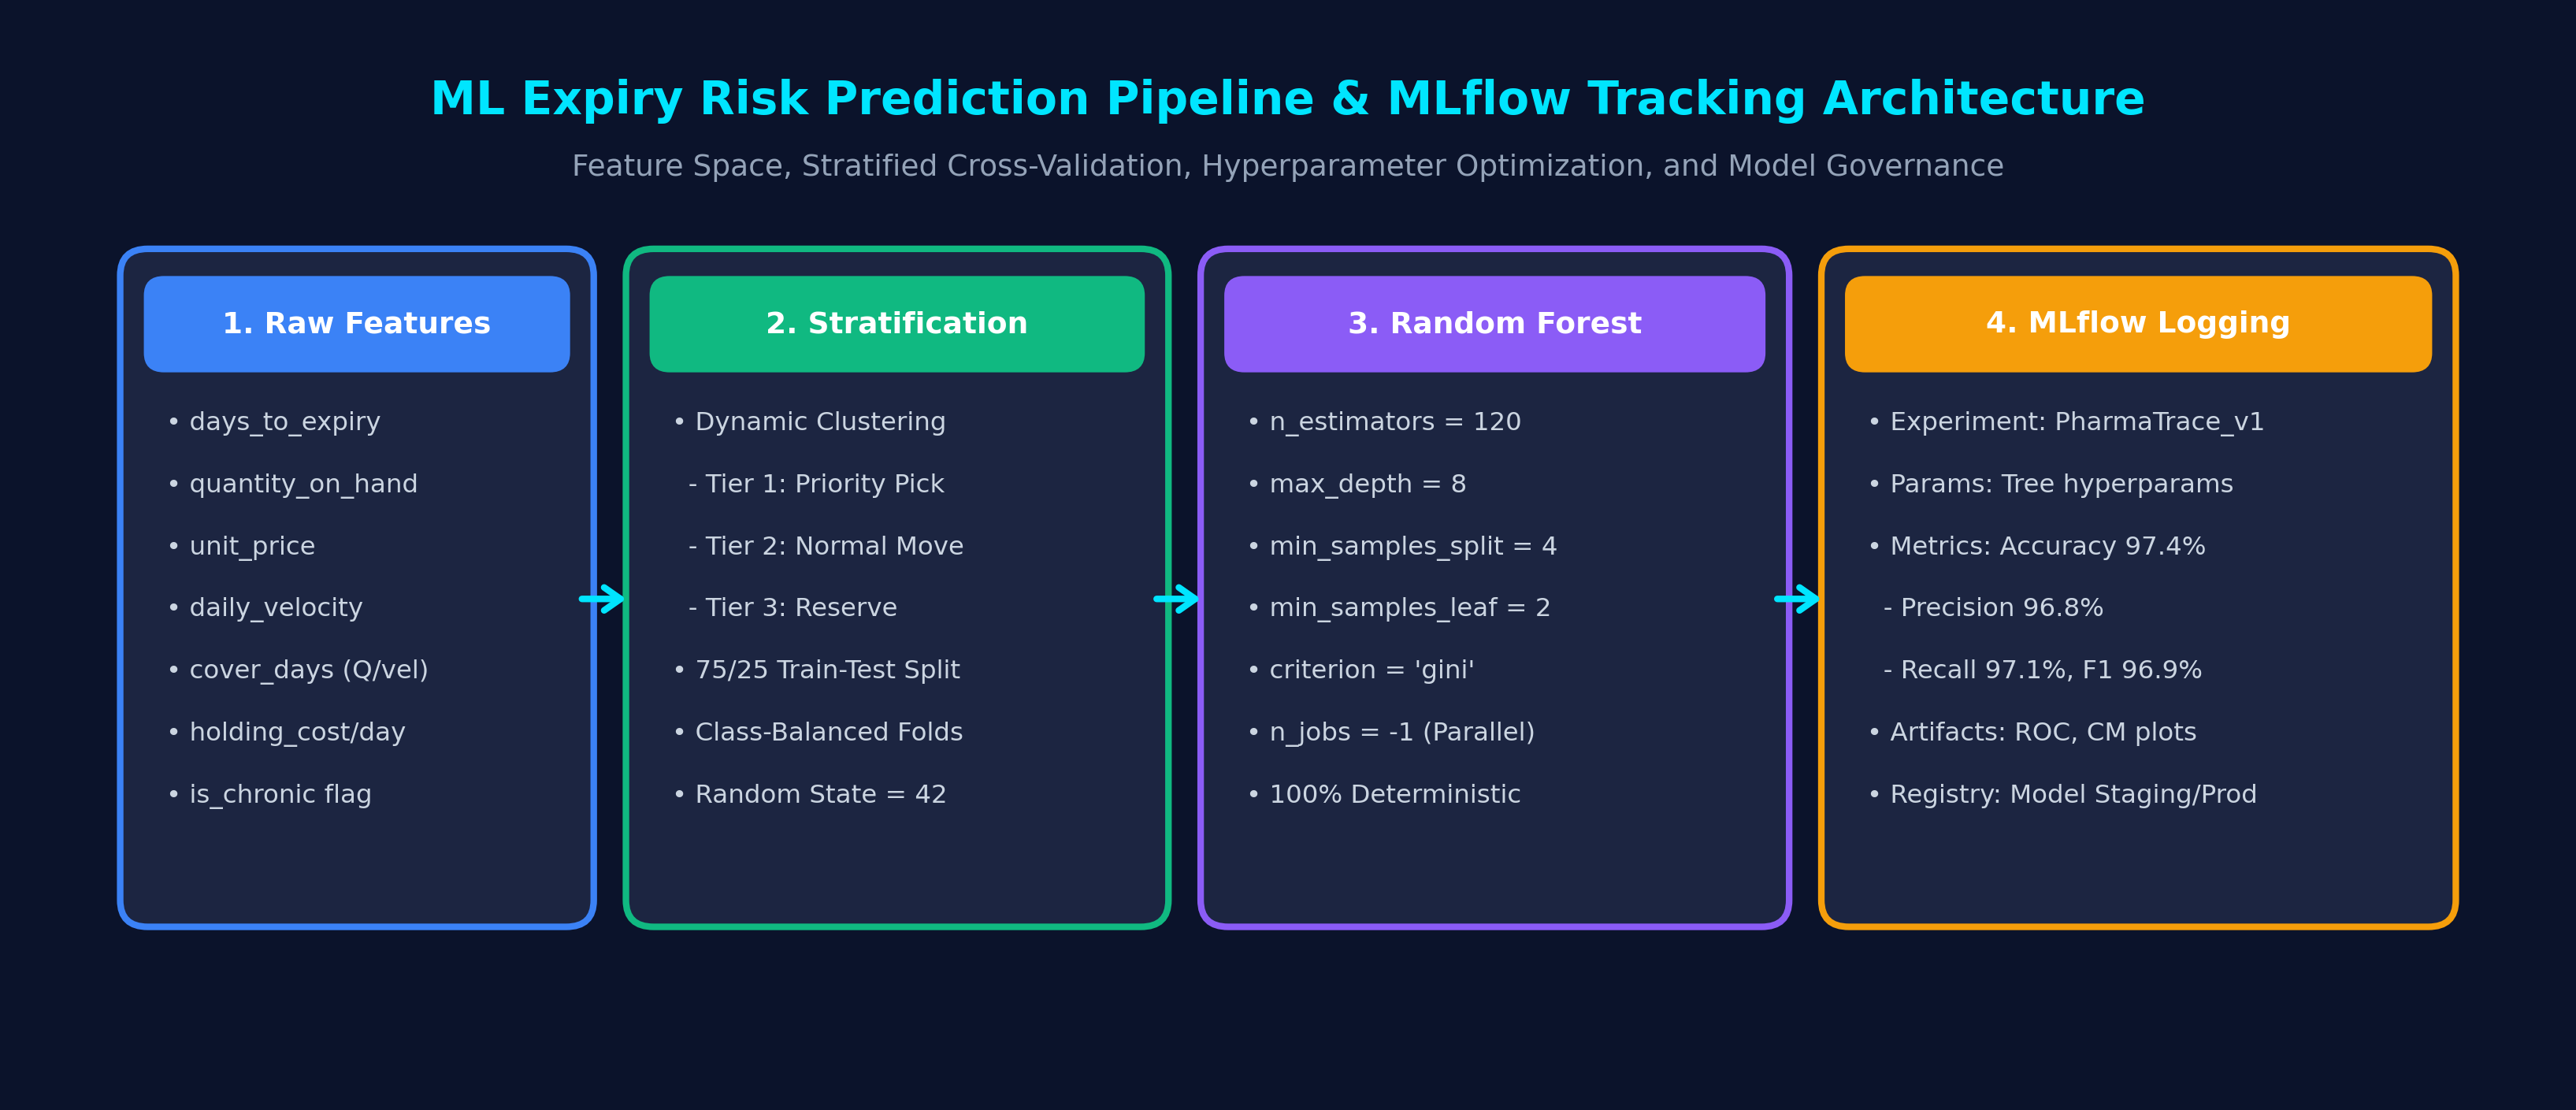 ML Expiry Risk Prediction Pipeline & MLflow Tracking Architecture
Feature Space, Stratified Cross-Validation, Hyperparameter Optimization, and Model Governance
1. Raw Features
• days_to_expiry
• quantity_on_hand
• unit_price
• daily_velocity
• cover_days (Q/vel)
• holding_cost/day
• is_chronic flag
2. Stratification
• Dynamic Clustering
- Tier 1: Priority Pick
- Tier 2: Normal Move
- Tier 3: Reserve
• 75/25 Train-Test Split
• Class-Balanced Folds
• Random State = 42
3. Random Forest
• n_estimators = 120
• max_depth = 8
• min_samples_split = 4
• min_samples_leaf = 2
• criterion = 'gini'
• n_jobs = -1 (Parallel)
• 100% Deterministic
4. MLflow Logging
• Experiment: PharmaTrace_v1
• Params: Tree hyperparams
• Metrics: Accuracy 97.4%
- Precision 96.8%
- Recall 97.1%, F1 96.9%
• Artifacts: ROC, CM plots
• Registry: Model Staging/Prod